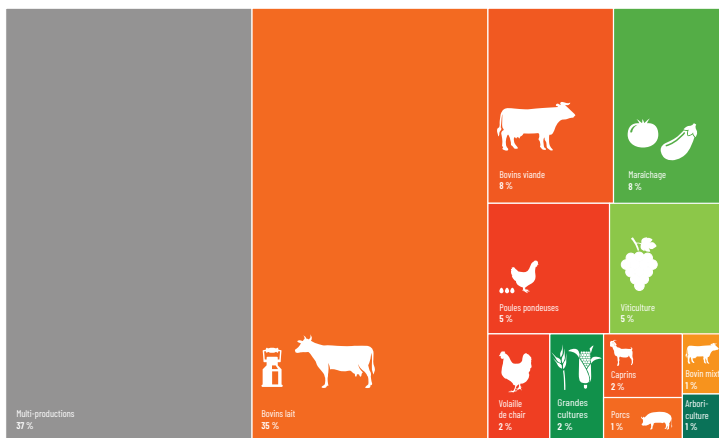 Multi-productions
37 %
Bovins lait
35 %
Bovins viande
8 %
Maraîchage
8 %
Poules pondeuses
5 %
Viticulture
5 %
Volaille
de chair
2 %
Grandes
cultures
2 %
Caprins
2 %
Porcs
1 %
Bovin mixt
1 %
Arbori-
culture
1 %